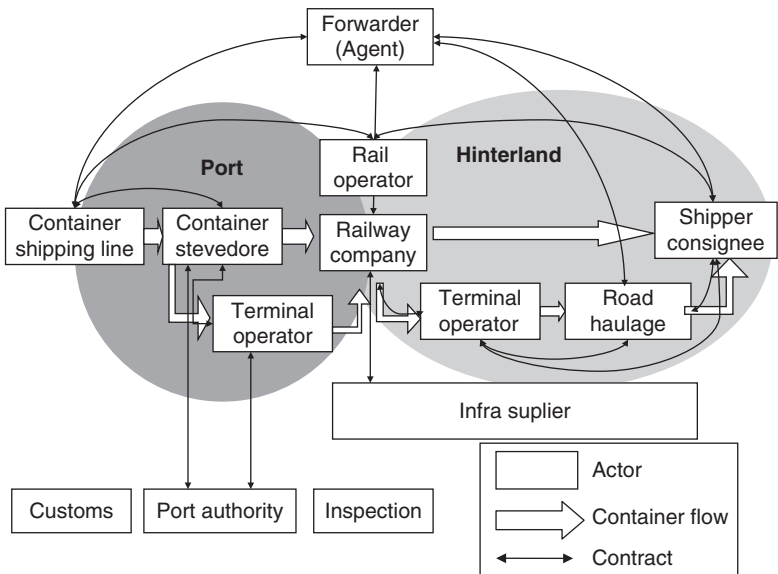 Forwarder
(Agent)
Port
Hinterland
Rail
operator
Container
shipping line
Container
stevedore
Railway
company
Shipper
consignee
Terminal
operator
Terminal
operator
Road
haulage
Infra suplier
Customs
Port authority
Inspection
Actor
Container flow
Contract